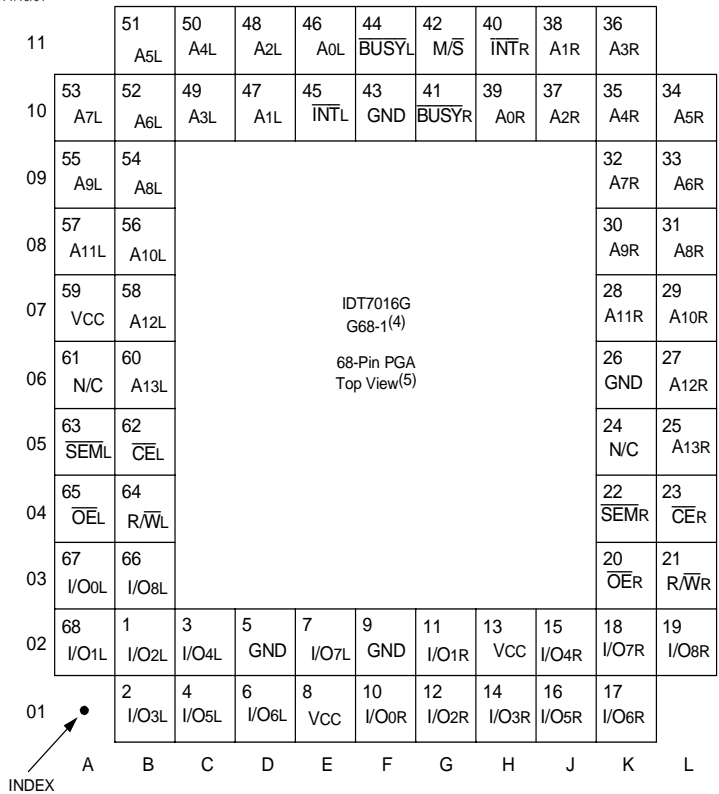 11 51 50 48 46 44 42 40 38 36
A5L A4L A2L A0L BUSYL M/S INTR A1R A3R
10 53 52 49 47 45 43 41 39 37 35 34
A7L A6L A3L A1L INTL GND BUSYR A0R A2R A4R A5R
09 55 54 32 33
A9L A8L A7R A6R
08 57 56 30 31
A11L A10L A9R A8R
07 59 58 28 29
VCC A12L A11R A10R
IDT7016G
G68-1(4)
68-Pin PGA
Top View(5)
06 61 60 26 27
N/C A13L GND A12R
05 63 62 24 25
SEML CEL N/C A13R
04 65 64 22 23
OEL R/WL SEMR CER
03 67 66 20 21
I/O0L I/O8L OER R/WR
02 68 1 3 5 7 9 11 13 15 18 19
I/O1L I/O2L I/O4L GND I/O7L GND I/O1R VCC I/O4R I/O7R I/O8R
01 2 4 6 8 10 12 14 16 17
I/O3L I/O5L I/O6L VCC I/O0R I/O2R I/O3R I/O5R I/O6R
A B C D E F G H J K L
INDEX